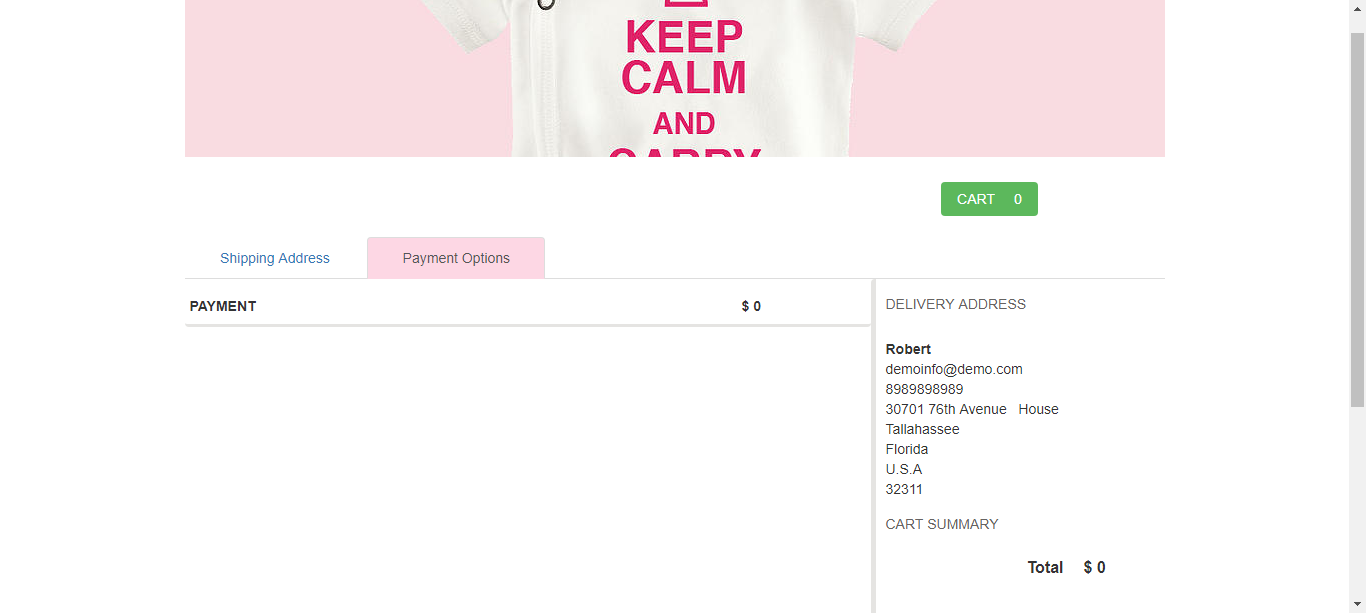 KEEP
CALM
AND
CARRY
CART 0
Shipping Address
Payment Options
PAYMENT $ 0
DELIVERY ADDRESS
Robert
demoinfo@demo.com
8989898989
30701 76th Avenue House
Tallahassee
Florida
U.S.A
32311
CART SUMMARY
Total $ 0